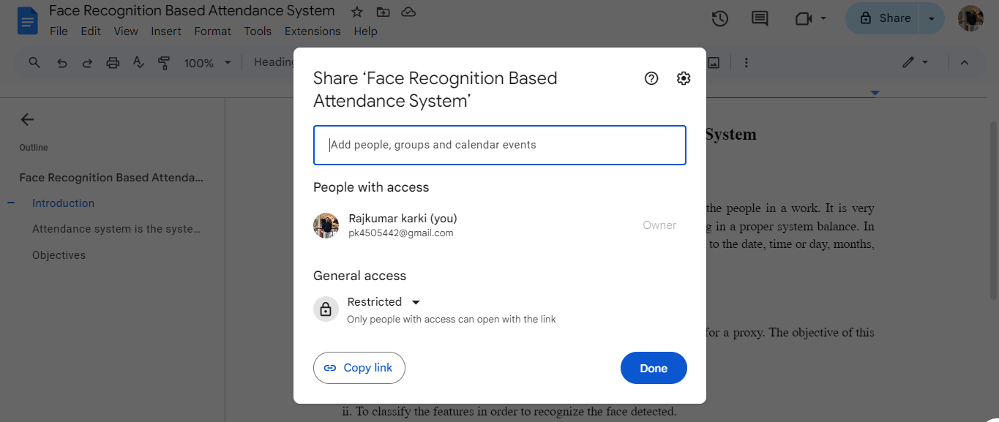 Face Recognition Based Attendance System
File Edit View Insert Format Tools Extensions Help
Share
100% Heading
Share ‘Face Recognition Based
Attendance System’
Add people, groups and calendar events
People with access
Rajkumar karki (you)
pk4505442@gmail.com
Owner
General access
Restricted
Only people with access can open with the link
Copy link
Done
Outline
Face Recognition Based Attenda...
Introduction
Attendance system is the syste...
Objectives
System
the people in a work. It is very
g in a proper system balance. In
to the date, time or day, months,
for a proxy. The objective of this
ii. To classify the features in order to recognize the face detected.